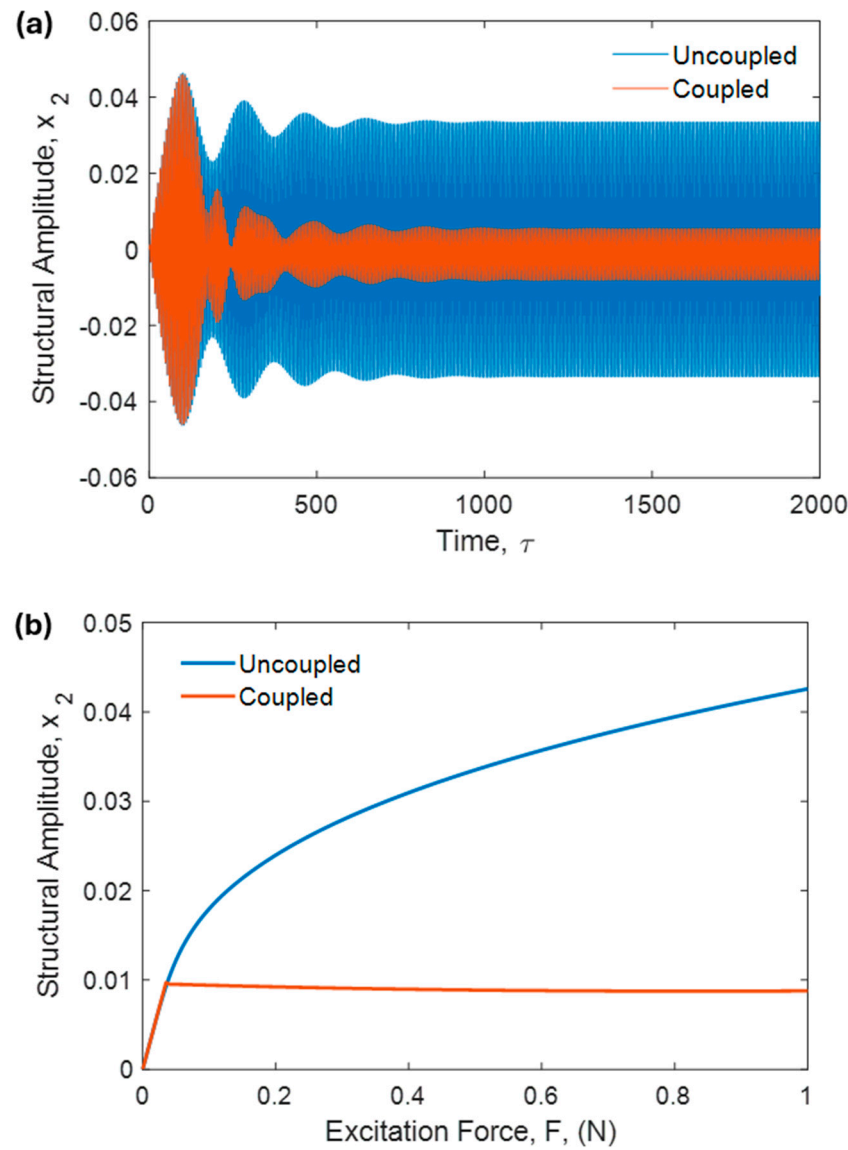 (a)
0.06
0.04
0.02
0
-0.02
-0.04
-0.06
Structural Amplitude, x 2
Uncoupled
Coupled
0 500 1000 1500 2000
Time, τ
(b)
0.05
0.04
0.03
0.02
0.01
0
Structural Amplitude, x 2
Uncoupled
Coupled
0 0.2 0.4 0.6 0.8 1
Excitation Force, F, (N)